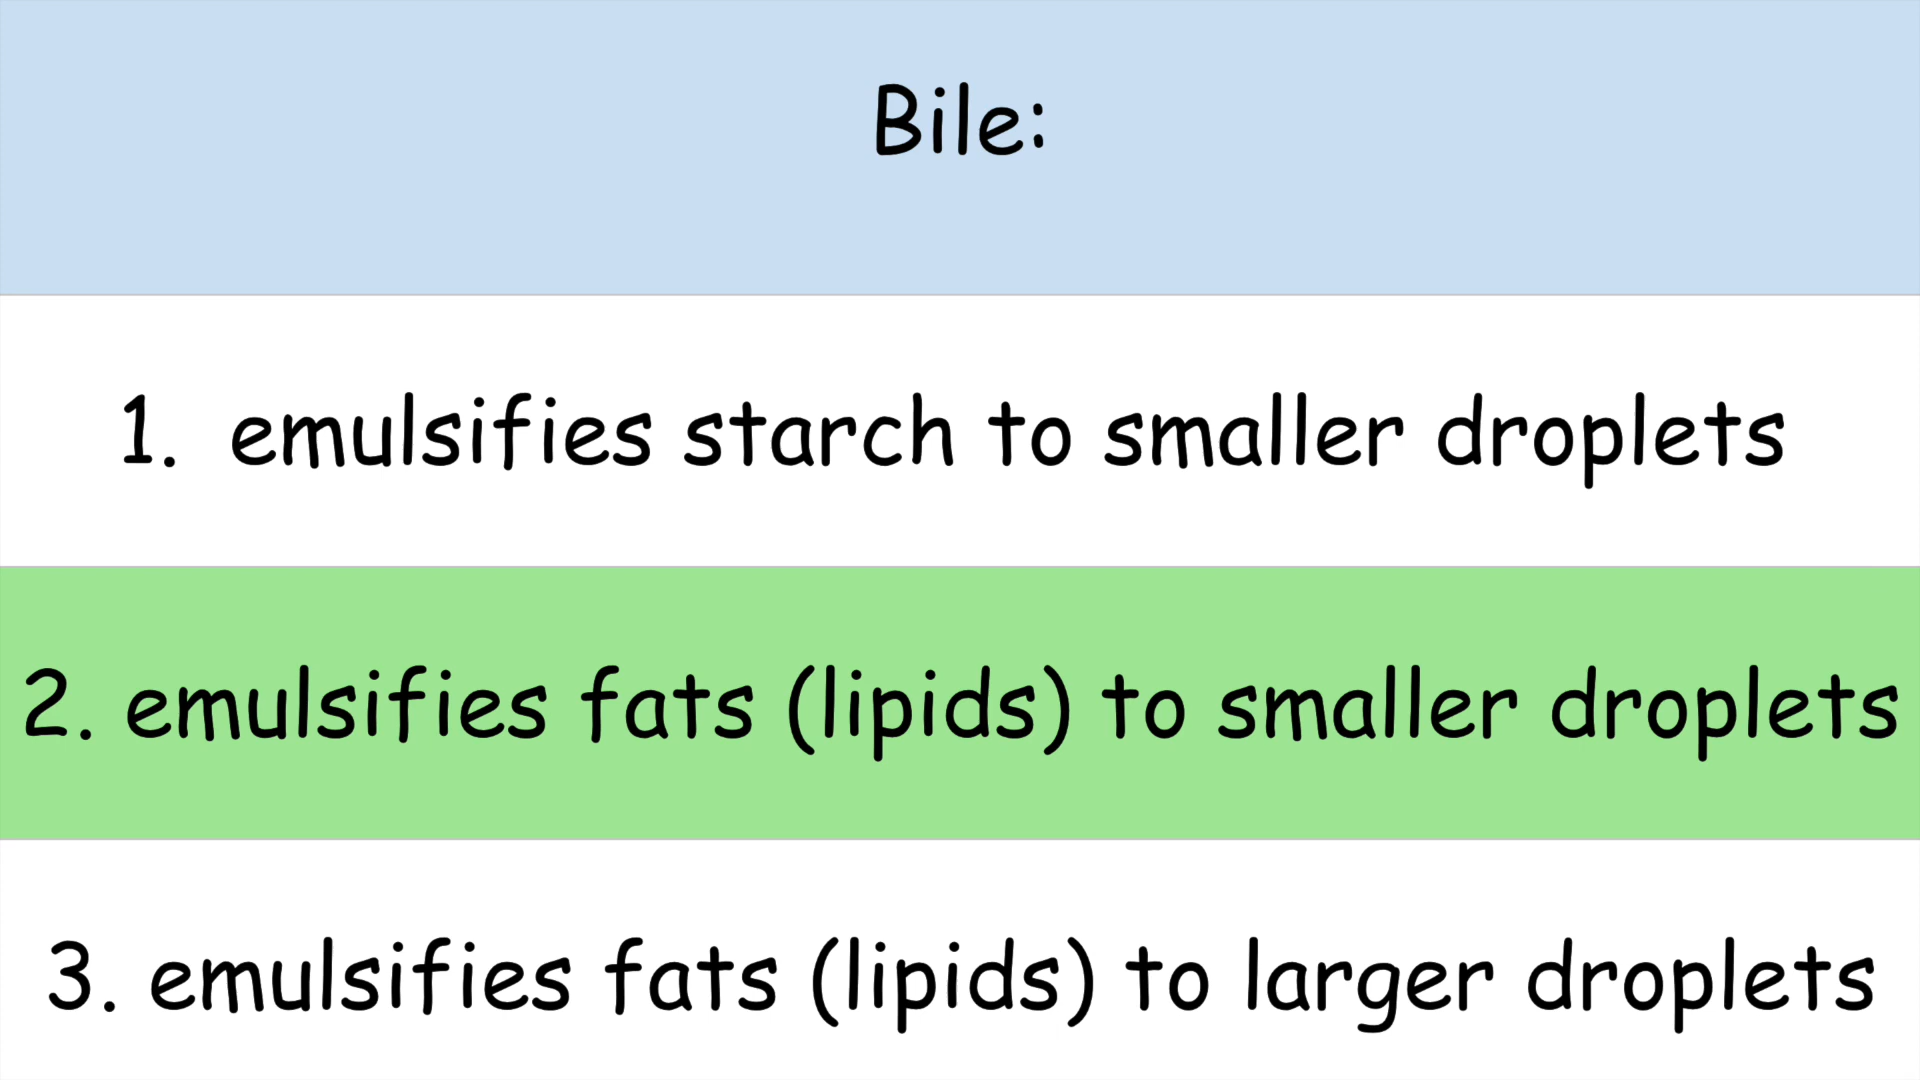 Bile:
1. emulsifies starch to smaller droplets
2. emulsifies fats (lipids) to smaller droplets
3. emulsifies fats (lipids) to larger droplets